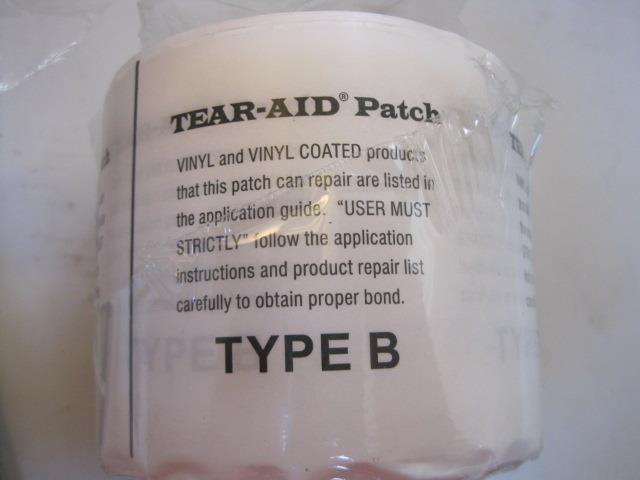 TEAR-AID® Patch
VINYL and VINYL COATED products
that this patch can repair are listed in
the application guide. "USER MUST
STRICTLY" follow the application
instructions and product repair list
carefully to obtain proper bond.
TYPE B